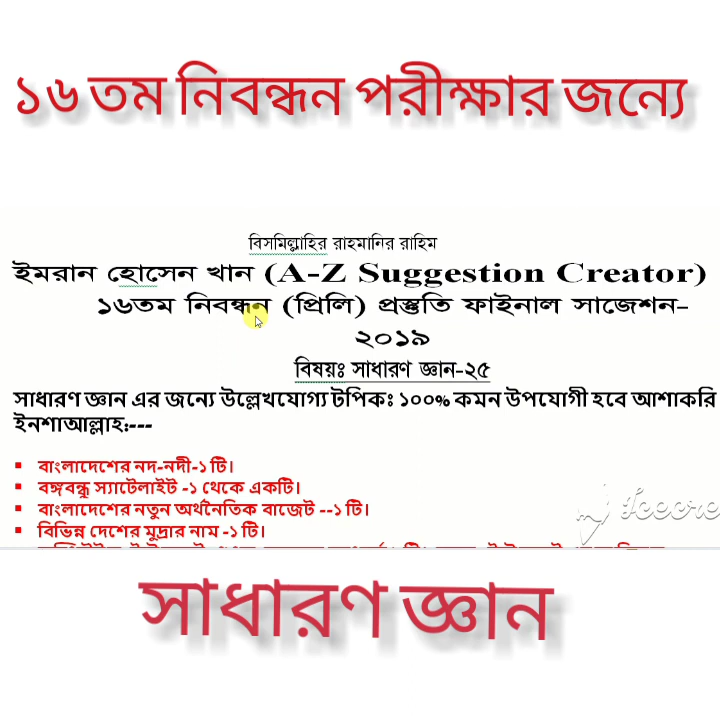 ১৬ তম নিবন্ধন পরীক্ষার জন্যে
বিসমিল্লাহির রাহমানির রাহিম
ইমরান হোসেন খান (A-Z Suggestion Creator)
১৬তম নিবন্ধন (প্রিলি) প্রস্তুতি ফাইনাল সাজেশন-
২০১৯
বিষয়ঃ সাধারণ জ্ঞান-২৫
সাধারণ জ্ঞান এর জন্যে উল্লেখযোগ্য টপিকঃ ১০০% কমন উপযোগী হবে আশাকরি
ইনশাআল্লাহ:---
▪ বাংলাদেশের নদ-নদী-১ টি।
▪ বঙ্গবন্ধু স্যাটেলাইট -১ থেকে একটি।
▪ বাংলাদেশের নতুন অর্থনৈতিক বাজেট --১ টি।
▪ বিভিন্ন দেশের মুদ্রার নাম -১ টি।
সাধারণ জ্ঞান